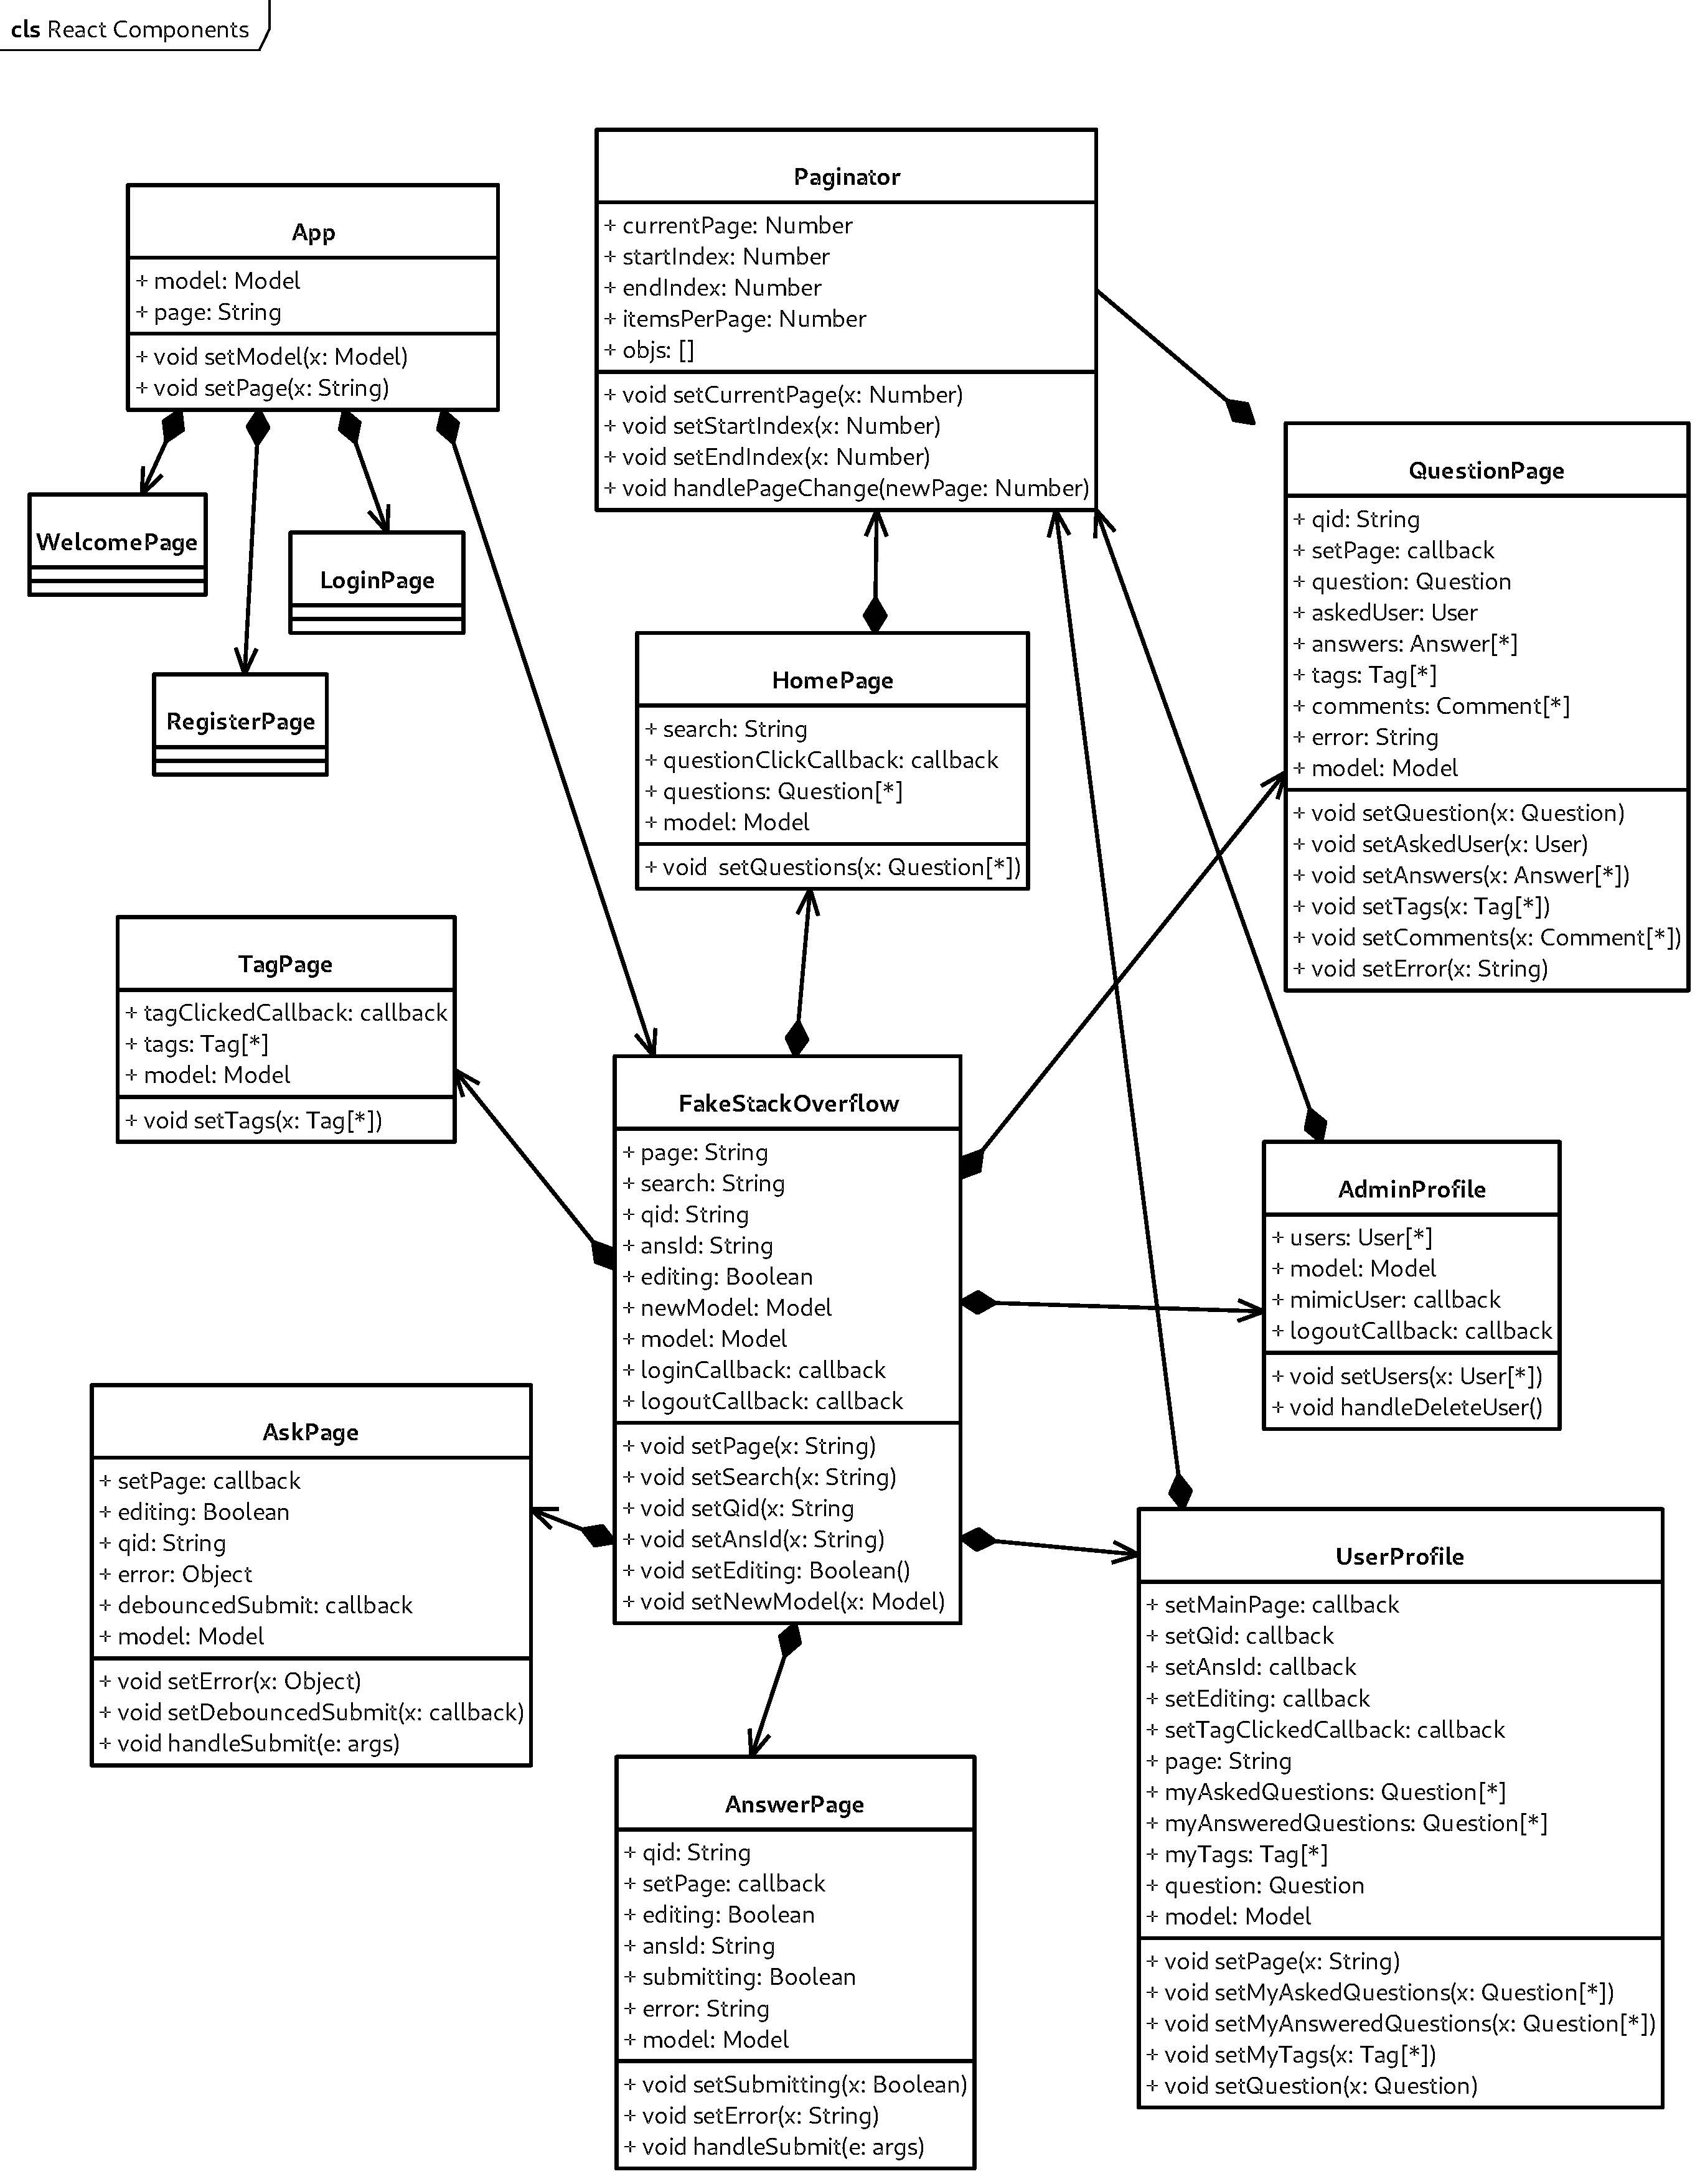 cls React Components
Paginator
+ currentPage: Number
+ startIndex: Number
+ endIndex: Number
+ itemsPerPage: Number
+ objs: []
+ void setCurrentPage(x: Number)
+ void setStartIndex(x: Number)
+ void setEndIndex(x: Number)
+ void handlePageChange(newPage: Number)
App
+ model: Model
+ page: String
+ void setModel(x: Model)
+ void setPage(x: String)
WelcomePage
LoginPage
RegisterPage
QuestionPage
+ qid: String
+ setPage: callback
+ question: Question
+ askedUser: User
+ answers: Answer[*]
+ tags: Tag[*]
+ comments: Comment[*]
+ error: String
+ model: Model
+ void setQuestion(x: Question)
+ void setAskedUser(x: User)
+ void setAnswers(x: Answer[*])
+ void setTags(x: Tag[*])
+ void setComments(x: Comment[*])
+ void setError(x: String)
HomePage
+ search: String
+ questionClickCallback: callback
+ questions: Question[*]
+ model: Model
+ void  setQuestions(x: Question[*])
TagPage
+ tagClickedCallback: callback
+ tags: Tag[*]
+ model: Model
+ void setTags(x: Tag[*])
FakeStackOverflow
+ page: String
+ search: String
+ qid: String
+ ansId: String
+ editing: Boolean
+ newModel: Model
+ model: Model
+ loginCallback: callback
+ logoutCallback: callback
+ void setPage(x: String)
+ void setSearch(x: String)
+ void setQid(x: String
+ void setAnsId(x: String)
+ void setEditing: Boolean()
+ void setNewModel(x: Model)
AdminProfile
+ users: User[*]
+ model: Model
+ mimicUser: callback
+ logoutCallback: callback
+ void setUsers(x: User[*])
+ void handleDeleteUser()
AskPage
+ setPage: callback
+ editing: Boolean
+ qid: String
+ error: Object
+ debouncedSubmit: callback
+ model: Model
+ void setError(x: Object)
+ void setDebouncedSubmit(x: callback)
+ void handleSubmit(e: args)
UserProfile
+ setMainPage: callback
+ setQid: callback
+ setAnsId: callback
+ setEditing: callback
+ setTagClickedCallback: callback
+ page: String
+ myAskedQuestions: Question[*]
+ myAnsweredQuestions: Question[*]
+ myTags: Tag[*]
+ question: Question
+ model: Model
+ void setPage(x: String)
+ void setMyAskedQuestions(x: Question[*])
+ void setMyAnsweredQuestions(x: Question[*])
+ void setMyTags(x: Tag[*])
+ void setQuestion(x: Question)
AnswerPage
+ qid: String
+ setPage: callback
+ editing: Boolean
+ ansId: String
+ submitting: Boolean
+ error: String
+ model: Model
+ void setSubmitting(x: Boolean)
+ void setError(x: String)
+ void handleSubmit(e: args)